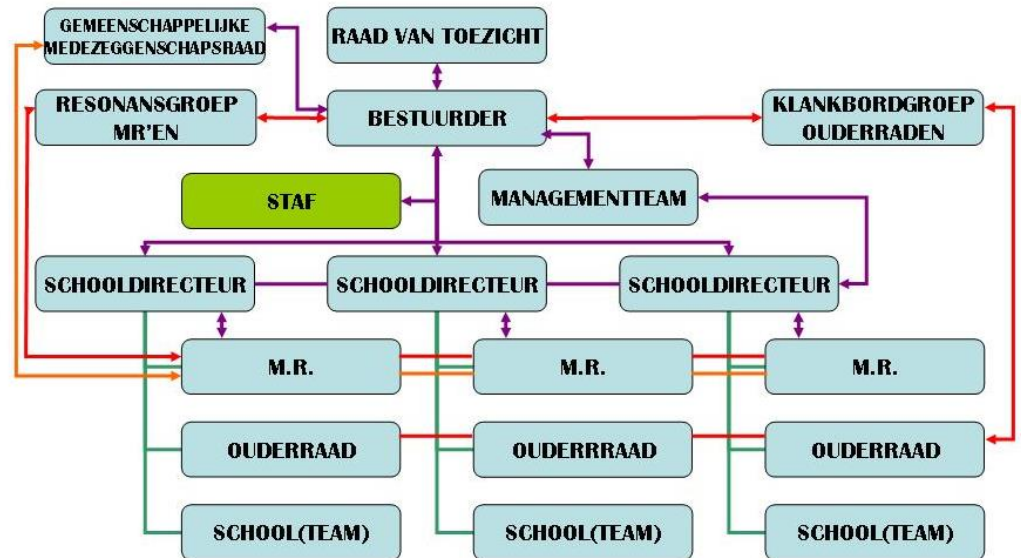 GEMEENSCHAPPELIJKE
MEDEZEGGENSCHAPSRAAD
RAAD VAN TOEZICHT
RESONANSGROEP
MR'EN
BESTUURDER
KLANKBORDGROEP
OUDERRADEN
STAF
MANAGEMENTTEAM
SCHOOLDIRECTEUR
SCHOOLDIRECTEUR
SCHOOLDIRECTEUR
M.R.
M.R.
M.R.
OUDERRAAD
OUDERRRAAD
OUDERRAAD
SCHOOL(TEAM)
SCHOOL(TEAM)
SCHOOL(TEAM)